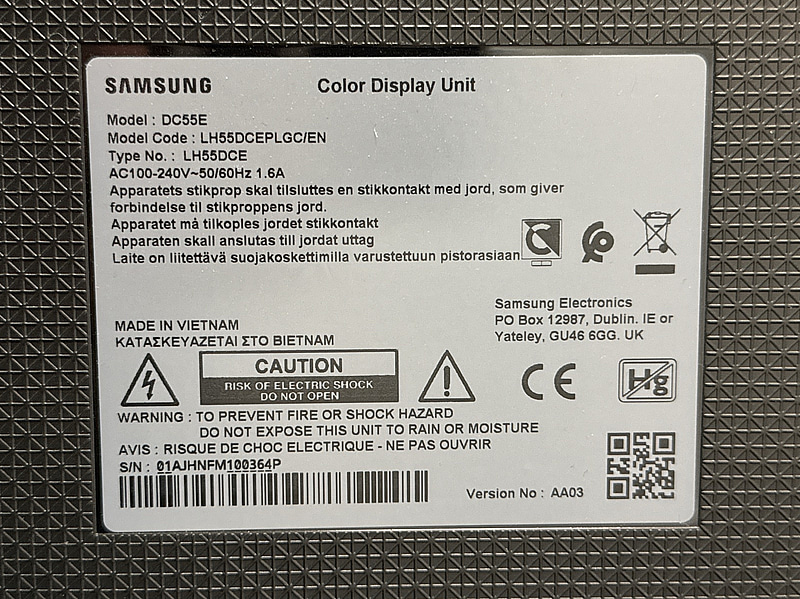 SAMSUNG Color Display Unit
Model : DC55E
Model Code : LH55DCEPLGC/EN
Type No. : LH55DCE
AC100-240V~50/60Hz 1.6A
Apparatets stikprop skal tilsluttes en stikkontakt med jord, som giver
forbindelse til stikproppens jord.
Apparatet må tilkoples jordet stikkontakt
Apparaten skall anslutas till jordat uttag
Laite on liitettävä suojakoskettimilla varustettuun pistorasiaan
Samsung Electronics
PO Box 12987, Dublin. IE or
Yateley, GU46 6GG. UK
MADE IN VIETNAM
ΚΑΤΑΣΚΕΥΑΖΕΤΑΙ ΣΤΟ ΒΙΕΤΝΑΜ
CAUTION
RISK OF ELECTRIC SHOCK
DO NOT OPEN
CE
Hg
WARNING : TO PREVENT FIRE OR SHOCK HAZARD
DO NOT EXPOSE THIS UNIT TO RAIN OR MOISTURE
AVIS : RISQUE DE CHOC ELECTRIQUE - NE PAS OUVRIR
S/N : 01AJHNFM100364P
Version No : AA03